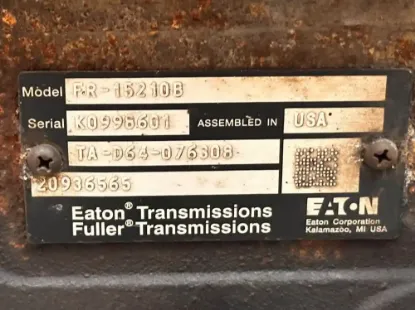 Model FR-15210B
Serial K0996601 ASSEMBLED IN USA
TA-D64-076308
20936565
Eaton® Transmissions
Fuller® Transmissions
EATON
Eaton Corporation
Kalamazoo, MI USA